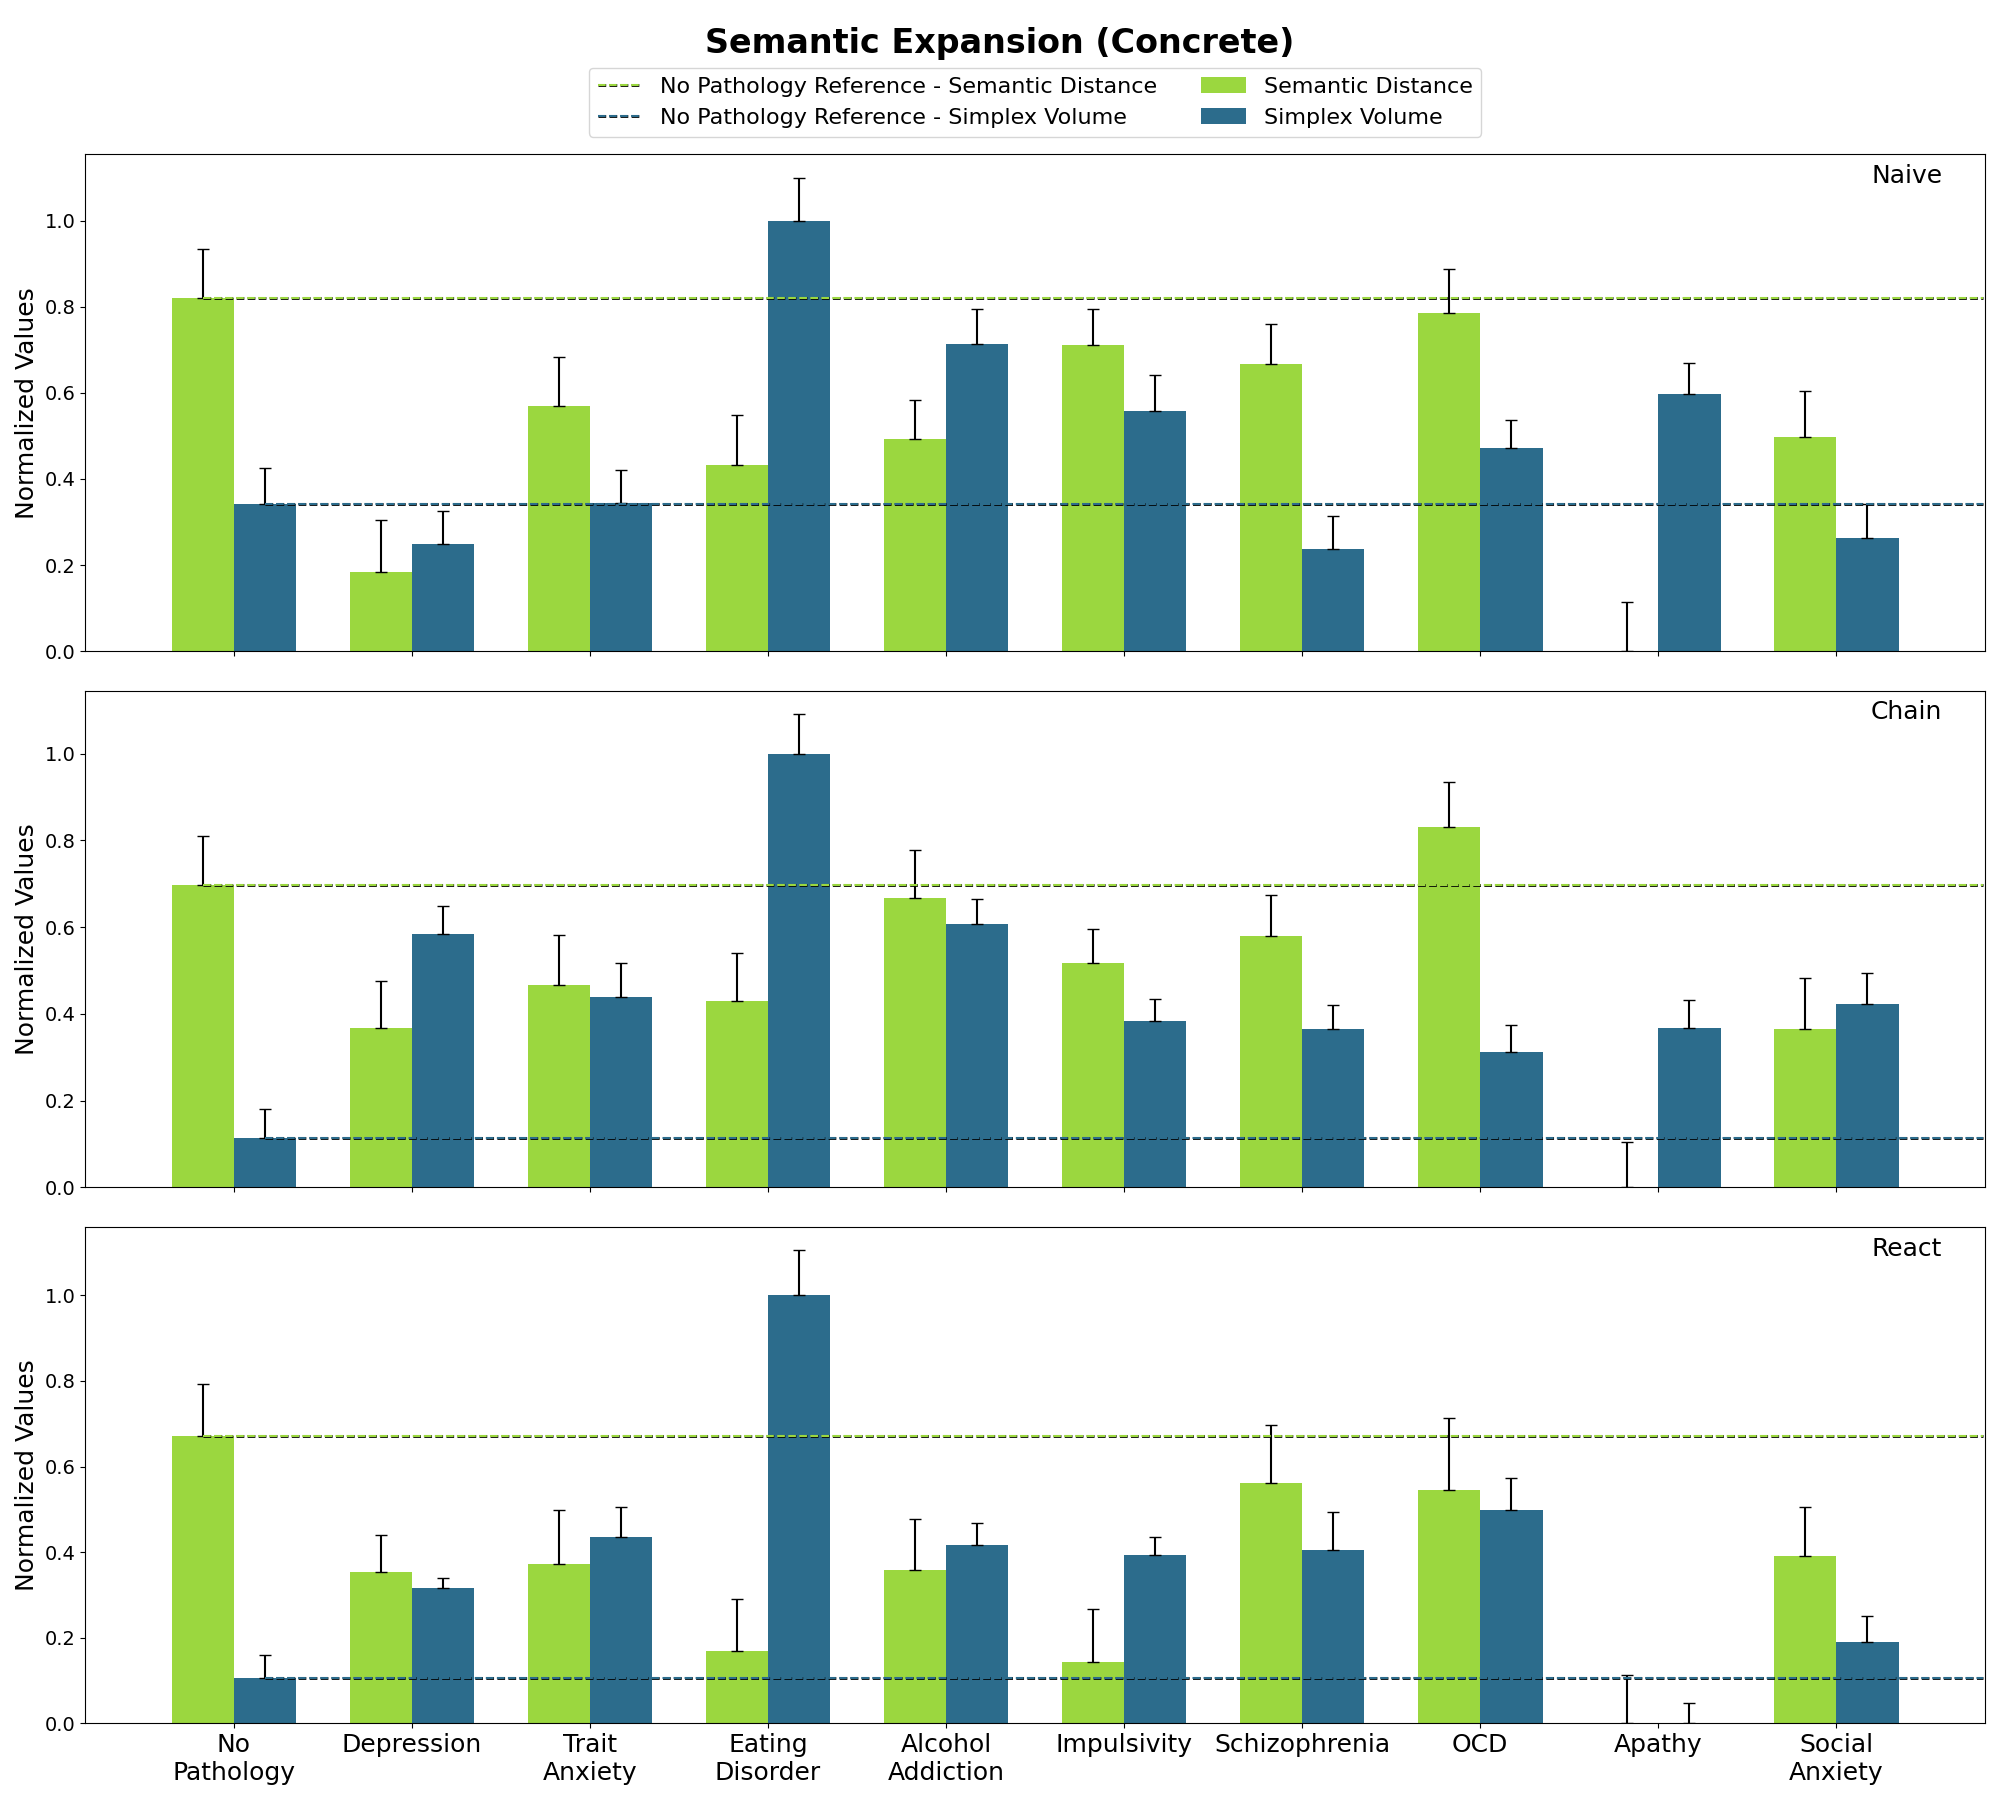 Semantic Expansion (Concrete)
No Pathology Reference - Semantic Distance
No Pathology Reference - Simplex Volume
Semantic Distance
Simplex Volume
Naive
Normalized Values
1.0
0.8
0.6
0.4
0.2
0.0
Chain
Normalized Values
1.0
0.8
0.6
0.4
0.2
0.0
React
Normalized Values
1.0
0.8
0.6
0.4
0.2
0.0
No
Pathology
Depression
Trait
Anxiety
Eating
Disorder
Alcohol
Addiction
Impulsivity
Schizophrenia
OCD
Apathy
Social
Anxiety